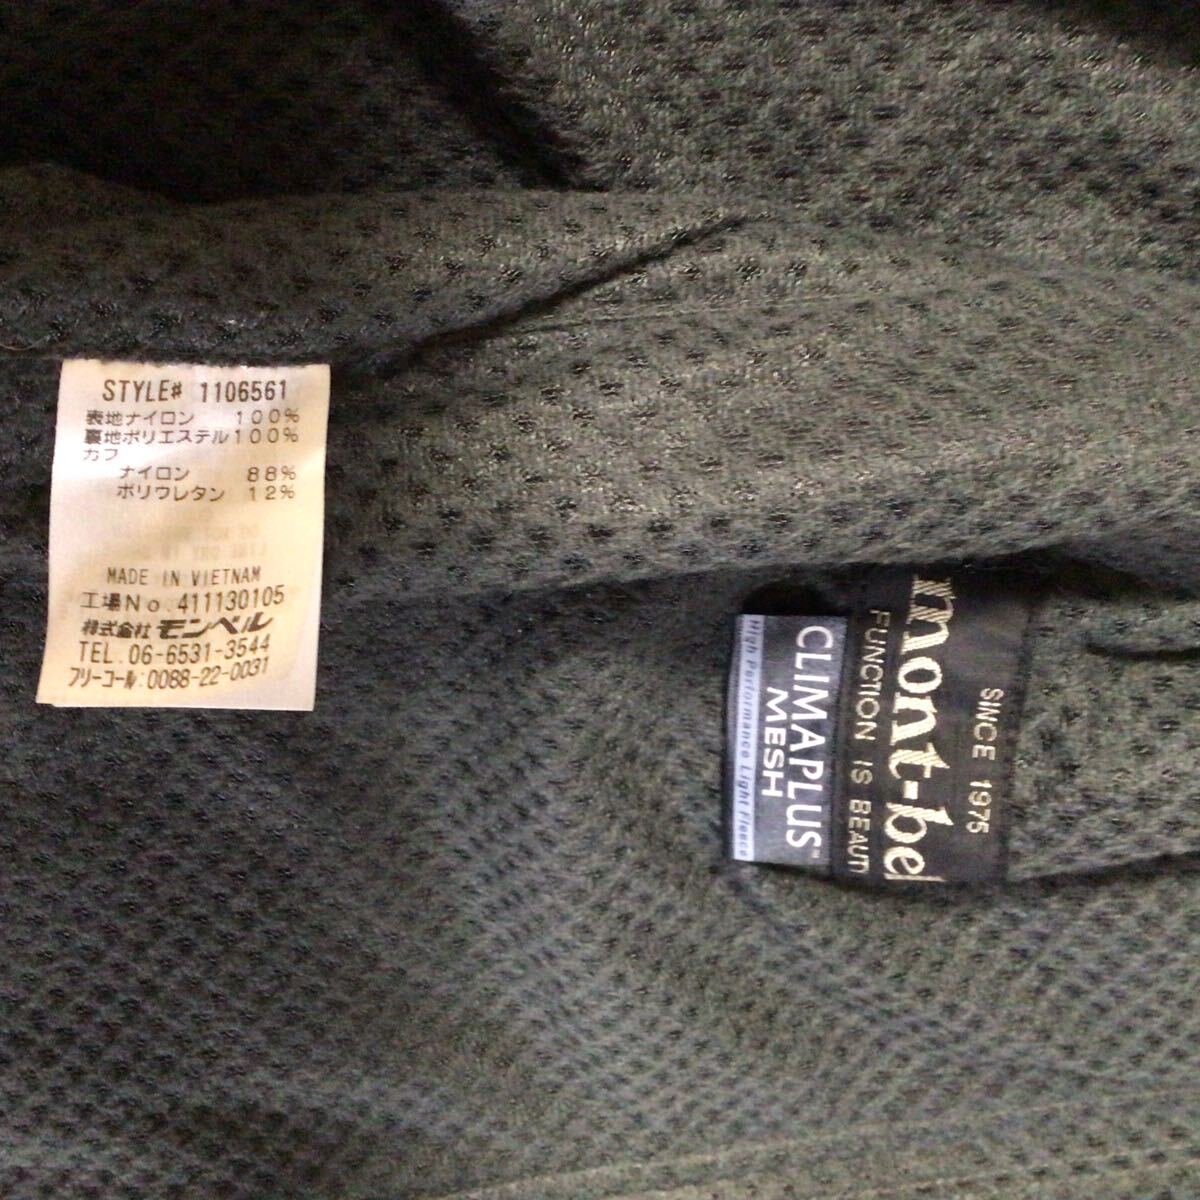 STYLE# 1106561
表地ナイロン 100%
裏地ポリエステル100%
カフ
ナイロン 88%
ポリウレタン 12%
MADE IN VIETNAM
工場No.411130105
株式会社 モンベル
TEL.06-6531-3544
フリーコール:0088-22-0031
SINCE 1975
mont-bel
FUNCTION IS BEAUT
CLIMAPLUS™
MESH
High Performance Light Fleece